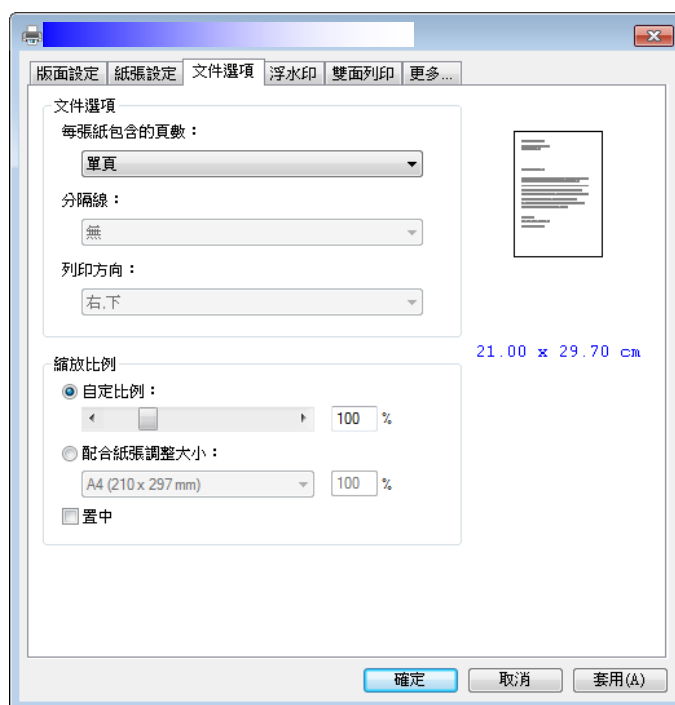 版面設定 紙張設定 文件選項 浮水印 雙面列印 更多...
文件選項
每張紙包含的頁數：
單頁
分隔線：
無
列印方向：
右.下
21.00 x 29.70 cm
縮放比例
自定比例：
100 %
配合紙張調整大小：
A4 (210 x 297 mm) 100 %
置中
確定 取消 套用(A)